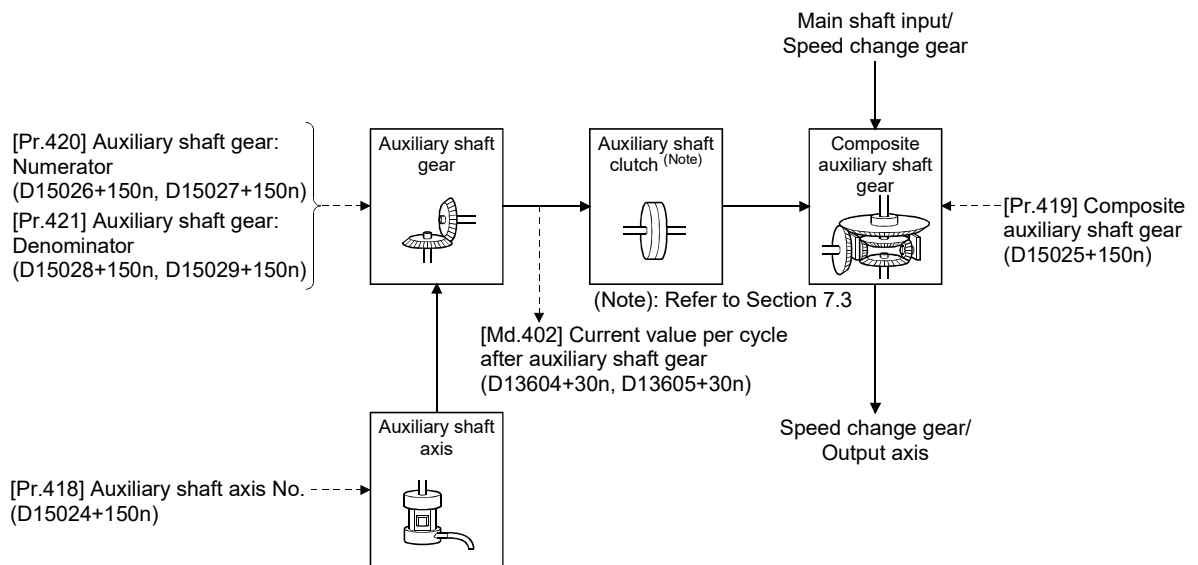 Main shaft input/
Speed change gear
[Pr.420] Auxiliary shaft gear:
Numerator
(D15026+150n, D15027+150n)
[Pr.421] Auxiliary shaft gear:
Denominator
(D15028+150n, D15029+150n)
Auxiliary shaft
gear
Auxiliary shaft
clutch (Note)
Composite
auxiliary shaft
gear
[Pr.419] Composite
auxiliary shaft gear
(D15025+150n)
(Note): Refer to Section 7.3
[Md.402] Current value per cycle
after auxiliary shaft gear
(D13604+30n, D13605+30n)
Auxiliary shaft
axis
Speed change gear/
Output axis
[Pr.418] Auxiliary shaft axis No.
(D15024+150n)